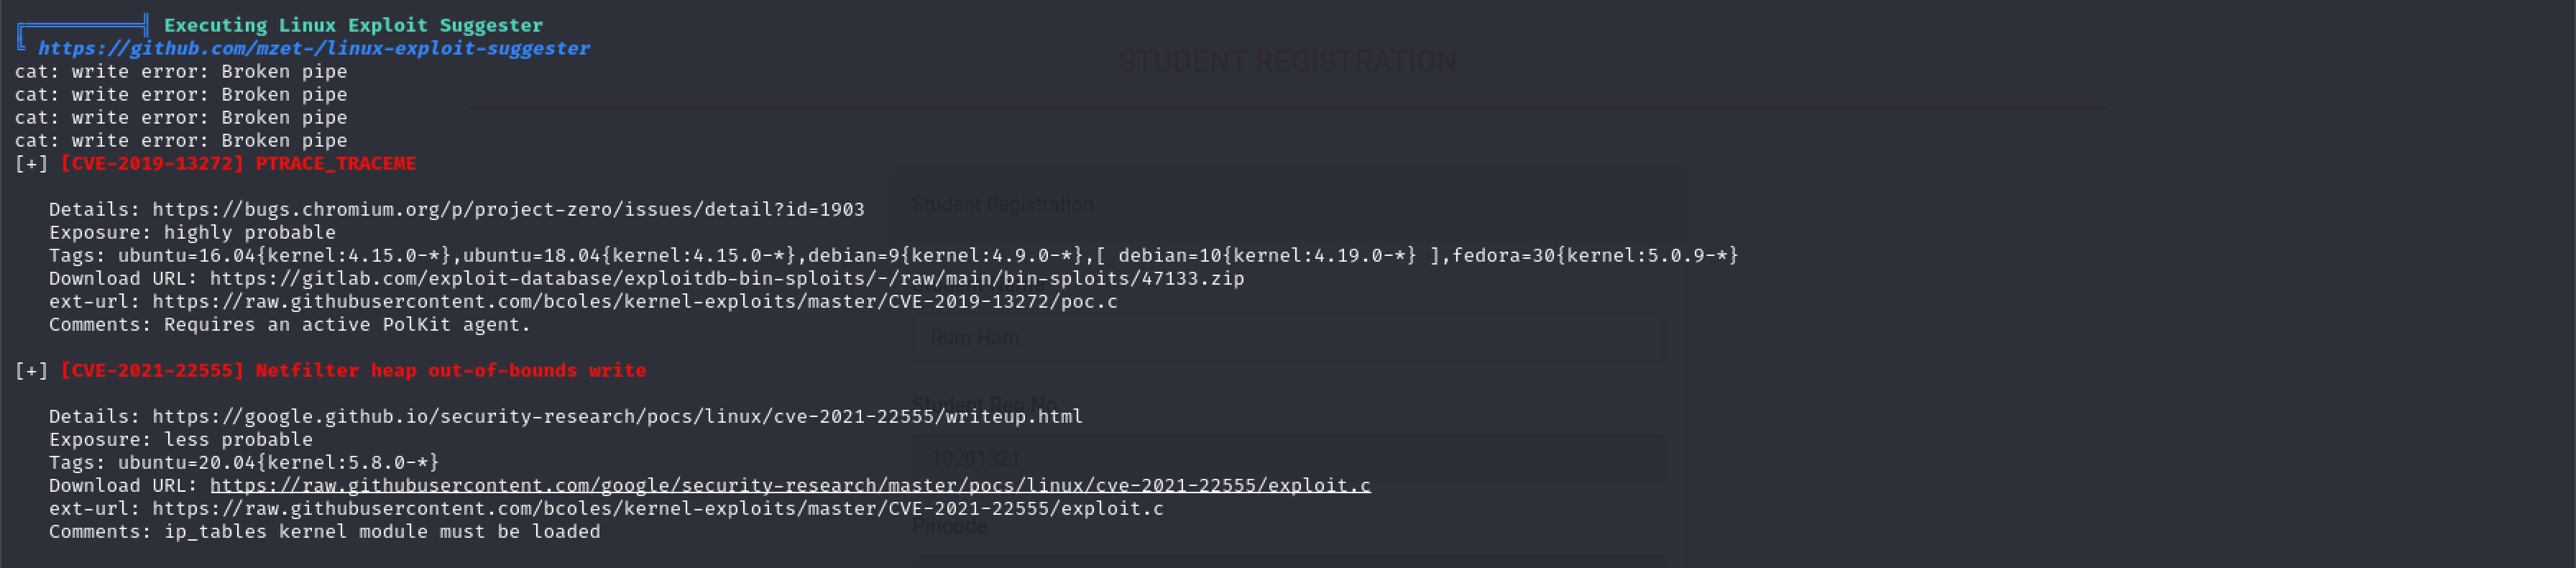 Executing Linux Exploit Suggester
https://github.com/mzet-/linux-exploit-suggester
cat: write error: Broken pipe
cat: write error: Broken pipe
cat: write error: Broken pipe
cat: write error: Broken pipe
[+] [CVE-2019-13272] PTRACE_TRACEME
Details: https://bugs.chromium.org/p/project-zero/issues/detail?id=1903
Exposure: highly probable
Tags: ubuntu=16.04{kernel:4.15.0-*},ubuntu=18.04{kernel:4.15.0-*},debian=9{kernel:4.9.0-*},[ debian=10{kernel:4.19.0-*} ],fedora=30{kernel:5.0.9-*}
Download URL: https://gitlab.com/exploit-database/exploitdb-bin-sploits/-/raw/main/bin-sploits/47133.zip
ext-url: https://raw.githubusercontent.com/bcoles/kernel-exploits/master/CVE-2019-13272/poc.c
Comments: Requires an active PolKit agent.
[+] [CVE-2021-22555] Netfilter heap out-of-bounds write
Details: https://google.github.io/security-research/pocs/linux/cve-2021-22555/writeup.html
Exposure: less probable
Tags: ubuntu=20.04{kernel:5.8.0-*}
Download URL: https://raw.githubusercontent.com/google/security-research/master/pocs/linux/cve-2021-22555/exploit.c
ext-url: https://raw.githubusercontent.com/bcoles/kernel-exploits/master/CVE-2021-22555/exploit.c
Comments: ip_tables kernel module must be loaded
STUDENT REGISTRATION
Student Registration
Rum Ham
Student Reg No
10201321
Pincode